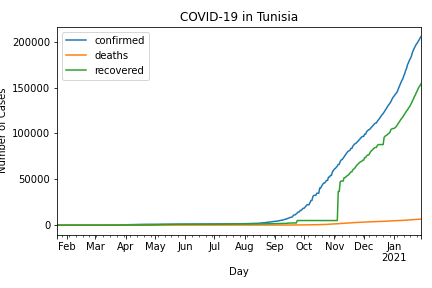 COVID-19 in Tunisia
confirmed
deaths
recovered
200000
150000
100000
50000
0
Number of Cases
Feb Mar Apr May Jun Jul Aug Sep Oct Nov Dec Jan
2021
Day